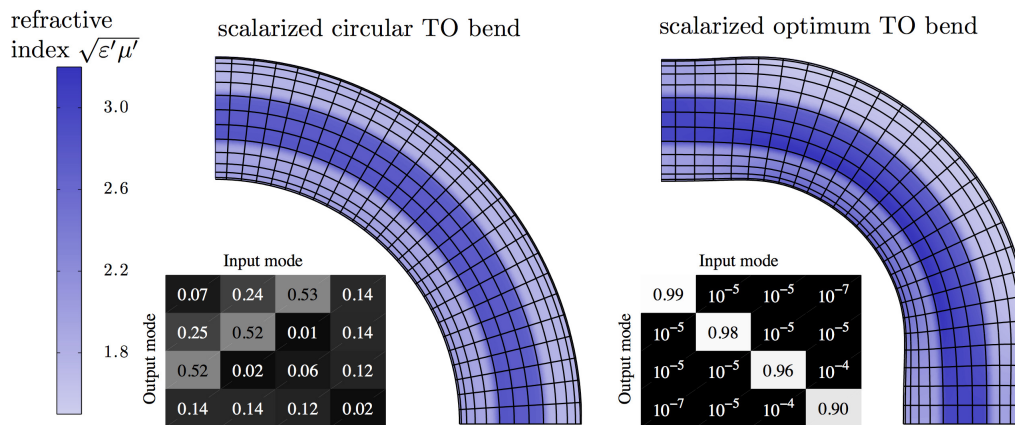 refractive
index √ε′μ′
3.0
2.6
2.2
1.8
scalarized circular TO bend
Input mode
Output mode
0.07 0.24 0.53 0.14
0.25 0.52 0.01 0.14
0.52 0.02 0.06 0.12
0.14 0.14 0.12 0.02
scalarized optimum TO bend
Input mode
Output mode
0.99 10⁻⁵ 10⁻⁵ 10⁻⁷
10⁻⁵ 0.98 10⁻⁵ 10⁻⁵
10⁻⁵ 10⁻⁵ 0.96 10⁻⁴
10⁻⁷ 10⁻⁵ 10⁻⁴ 0.90